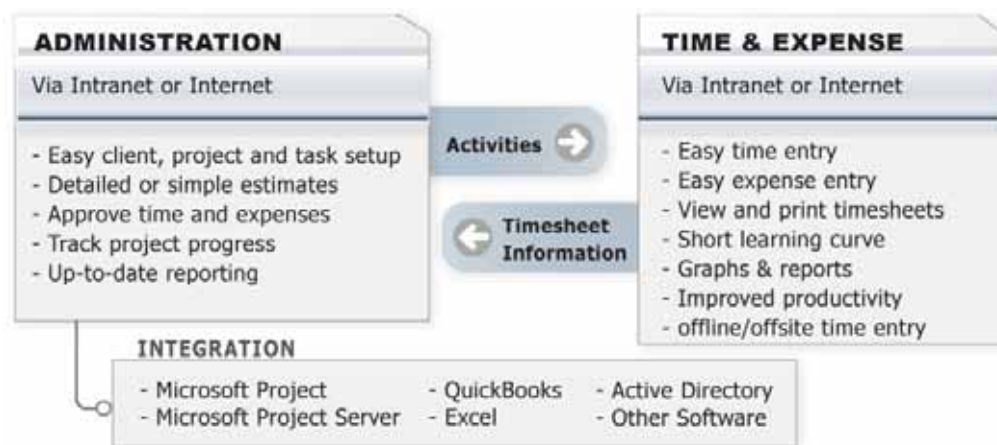 ADMINISTRATION
Via Intranet or Internet
- Easy client, project and task setup
- Detailed or simple estimates
- Approve time and expenses
- Track project progress
- Up-to-date reporting
Activities
Timesheet
Information
TIME & EXPENSE
Via Intranet or Internet
- Easy time entry
- Easy expense entry
- View and print timesheets
- Short learning curve
- Graphs & reports
- Improved productivity
- offline/offsite time entry
INTEGRATION
- Microsoft Project
- Microsoft Project Server
- QuickBooks
- Excel
- Active Directory
- Other Software